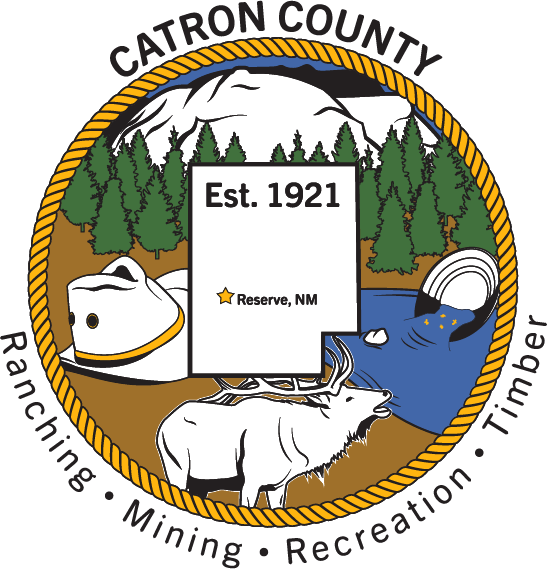 CATRON COUNTY
Est. 1921
Reserve, NM
Ranching • Mining • Recreation • Timber